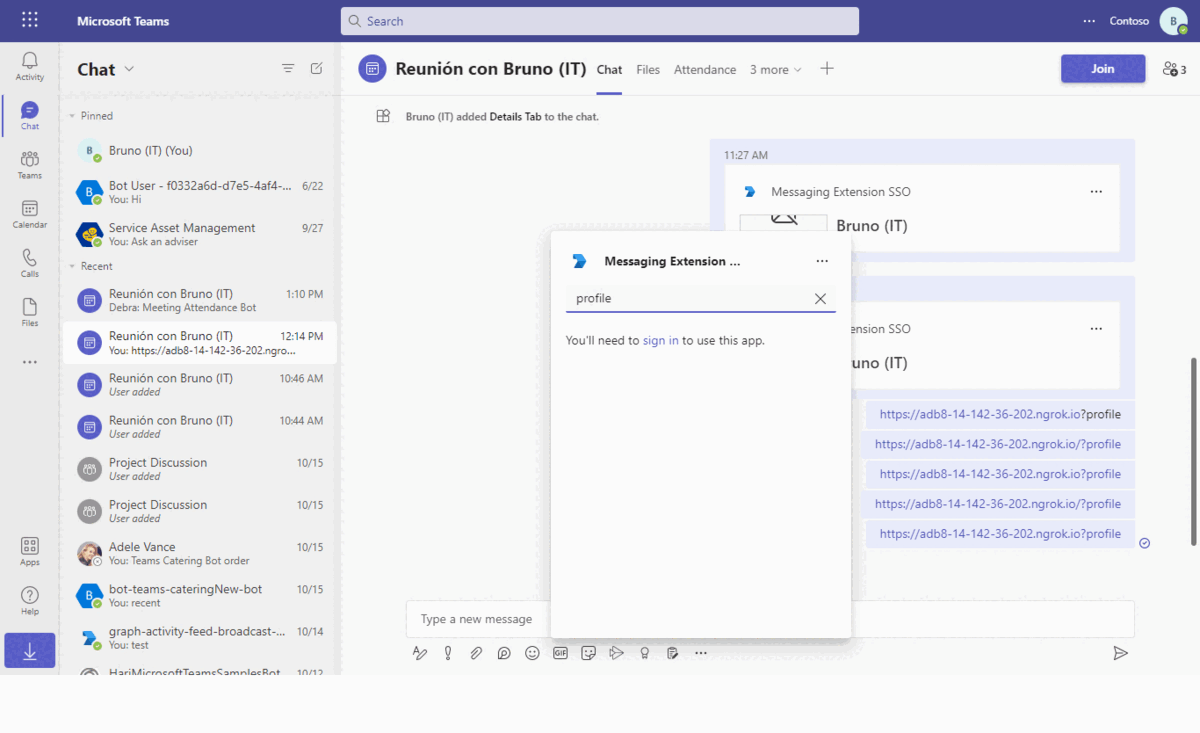 Microsoft Teams
Search
Contoso
B
Activity
Chat
Teams
Calendar
Calls
Files
Apps
Help
Chat
Pinned
B Bruno (IT) (You)
B Bot User - f0332a6d-d7e5-4af4-... 6/22
You: Hi
Service Asset Management 9/27
You: Ask an adviser
Recent
Reunión con Bruno (IT) 1:10 PM
Debra: Meeting Attendance Bot
Reunión con Bruno (IT) 12:14 PM
You: https://adb8-14-142-36-202.ngro...
Reunión con Bruno (IT) 10:46 AM
User added
Reunión con Bruno (IT) 10:44 AM
User added
Project Discussion 10/15
User added
Project Discussion 10/15
User added
Adele Vance 10/15
You: Teams Catering Bot order
B bot-teams-cateringNew-bot 10/15
You: recent
graph-activity-feed-broadcast-... 10/14
You: test
HariMicrosoftTeamsSamplesBot 10/12
Reunión con Bruno (IT) Chat Files Attendance 3 more Join 3
Bruno (IT) added Details Tab to the chat.
11:27 AM
Messaging Extension SSO
Bruno (IT)
ension SSO
uno (IT)
Messaging Extension ...
profile
You'll need to sign in to use this app.
https://adb8-14-142-36-202.ngrok.io?profile
https://adb8-14-142-36-202.ngrok.io/?profile
https://adb8-14-142-36-202.ngrok.io?profile
https://adb8-14-142-36-202.ngrok.io/?profile
https://adb8-14-142-36-202.ngrok.io?profile
Type a new message
GIF